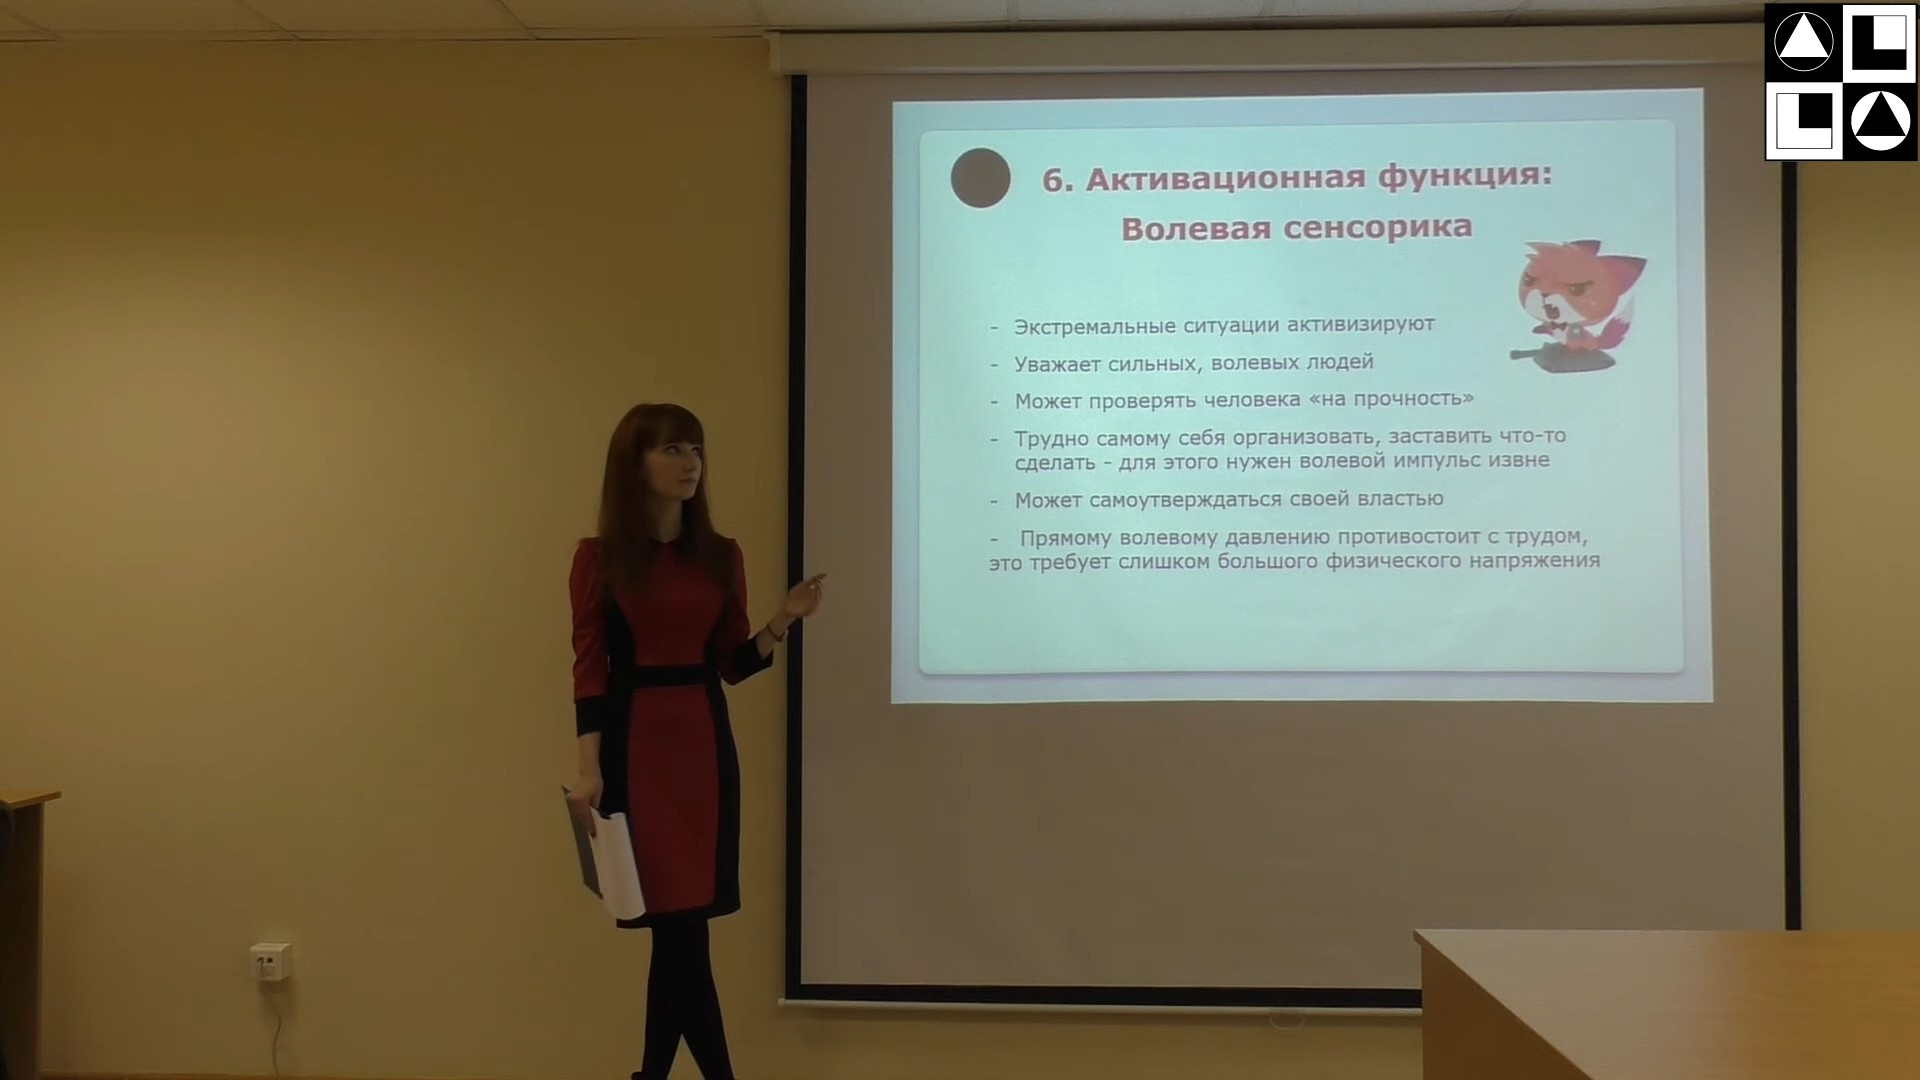 6. Активационная функция:
Волевая сенсорика
- Экстремальные ситуации активизируют
- Уважает сильных, волевых людей
- Может проверять человека «на прочность»
- Трудно самому себя организовать, заставить что-то
сделать - для этого нужен волевой импульс извне
- Может самоутверждаться своей властью
- Прямому волевому давлению противостоит с трудом,
это требует слишком большого физического напряжения